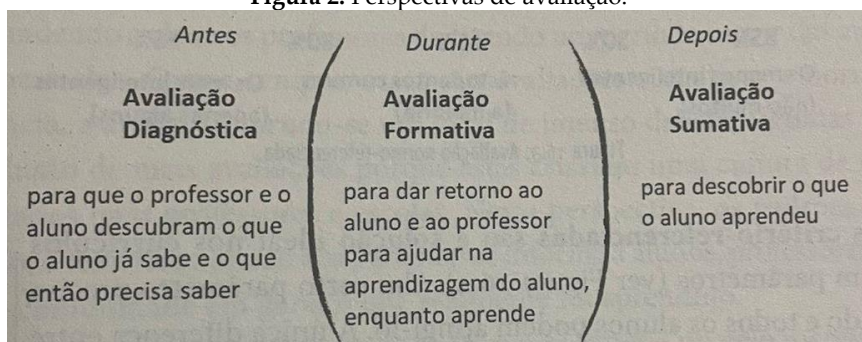 Figura 2. Perspectivas de avaliação.
Antes
Avaliação
Diagnóstica
para que o professor e o
aluno descubram o que
o aluno já sabe e o que
então precisa saber
Durante
Avaliação
Formativa
para dar retorno ao
aluno e ao professor
para ajudar na
aprendizagem do aluno,
enquanto aprende
Depois
Avaliação
Sumativa
para descobrir o que
o aluno aprendeu